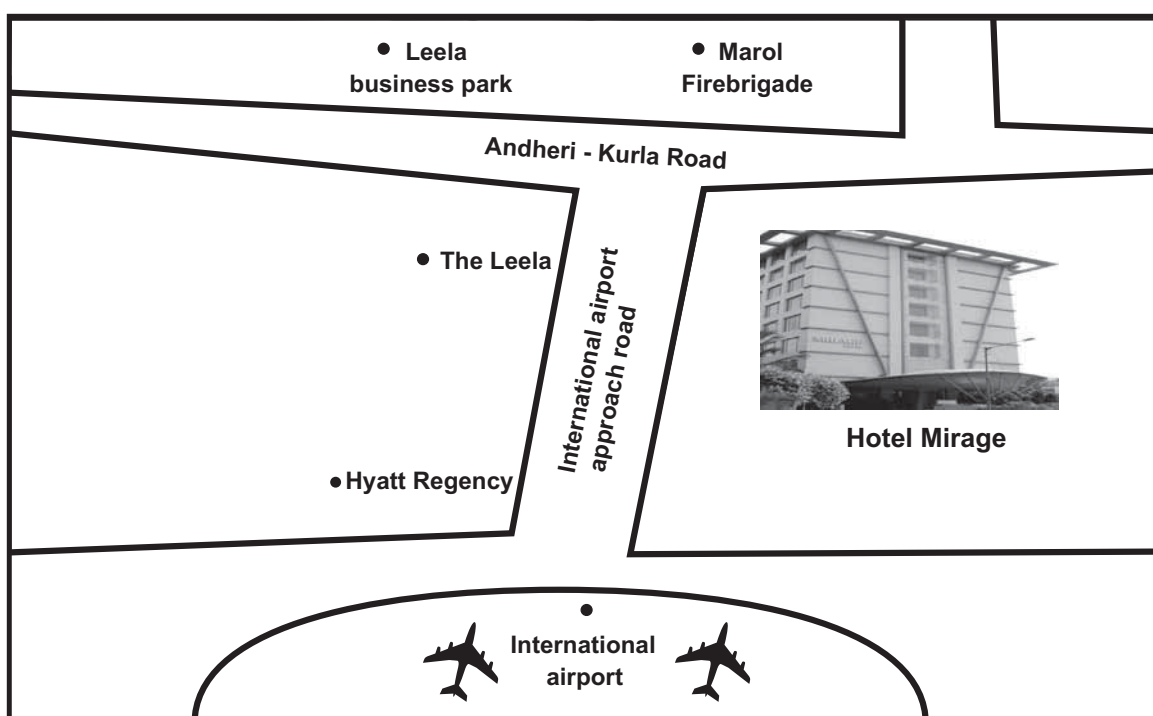 Leela
business park
Marol
Firebrigade
Andheri - Kurla Road
The Leela
International airport
approach road
Hotel Mirage
Hyatt Regency
International
airport